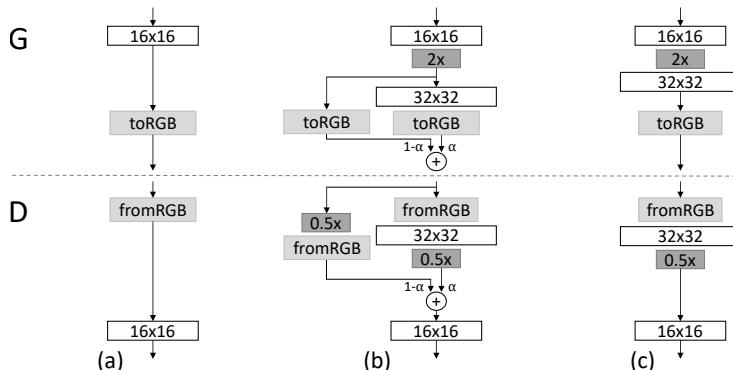 G
16x16
toRGB
16x16
2x
32x32
toRGB toRGB
1-α α
+
16x16
2x
32x32
toRGB
D
fromRGB
16x16
(a)
fromRGB
0.5x
32x32
fromRGB
0.5x
1-α α
+
16x16
(b)
fromRGB
32x32
0.5x
16x16
(c)